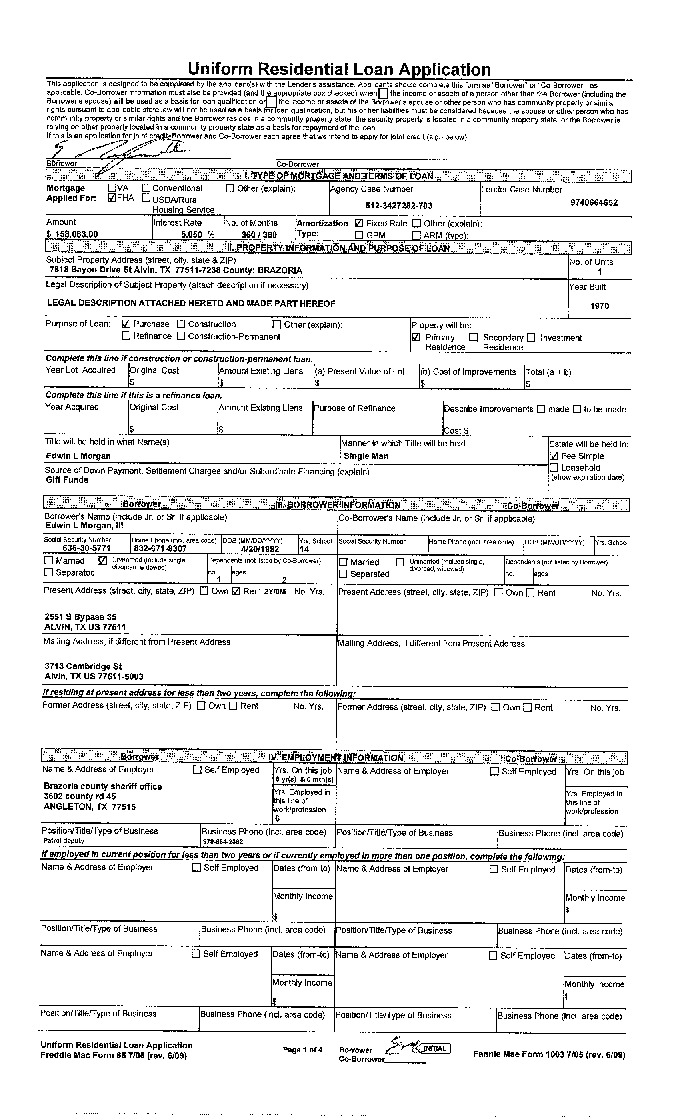 Uniform Residential Loan Application
This application is designed to be completed by the applicant(s) with the Lender's assistance. Applicants should complete this form as "Borrower" or "Co-Borrower" as
applicable. Co-Borrower information must also be provided (and the appropriate box checked) when the income or assets of a person other than the Borrower (including the
Borrower's spouse) will be used as a basis for loan qualification or the income or assets of the Borrower's spouse or other person who has community property or similar
rights pursuant to applicable state law will not be used as a basis for loan qualification, but his or her liabilities must be considered because the spouse or other person who has
community property or similar rights and the Borrower resides in a community property state, the security property is located in a community property state, or the Borrower is
relying on other property located in a community property state as a basis for repayment of the loan.
If this is an application for joint credit, Borrower and Co-Borrower each agree that we intend to apply for joint credit (sign below)
Borrower Co-Borrower
I. TYPE OF MORTGAGE AND TERMS OF LOAN
Mortgage Applied For: VA Conventional Other (explain): Agency Case Number Lender Case Number
FHA USDA/Rural Housing Service 9740664652
Amount Interest Rate No. of Months Amortization Type: Fixed Rate Other (explain):
5.050 % 360 / 360 GPM ARM (type):
II. PROPERTY INFORMATION AND PURPOSE OF LOAN
Subject Property Address (street, city, state & ZIP) No. of Units
7818 Bayou Drive St Alvin, TX 77511-7238 County: BRAZORIA 1
Legal Description of Subject Property (attach description if necessary) Year Built
LEGAL DESCRIPTION ATTACHED HERETO AND MADE PART HEREOF 1970
Purpose of Loan: Purchase Construction Other (explain): Property will be:
Refinance Construction-Permanent Primary Residence Secondary Residence Investment
Complete this line if construction or construction-permanent loan.
Year Lot Acquired Original Cost Amount Existing Liens (a) Present Value of Lot (b) Cost of Improvements Total (a + b)
$ $ $ $ $
Complete this line if this is a refinance loan.
Year Acquired Original Cost Amount Existing Liens Purpose of Refinance Describe Improvements made to be made
$ $ Cost $
Title will be held in what Name(s) Manner in which Title will be held Estate will be held in:
Edwin L Morgan Single Man Fee Simple
Source of Down Payment, Settlement Charges and/or Subordinate Financing (explain) Leasehold (show expiration date)
Gift Funds
Borrower III. BORROWER INFORMATION Co-Borrower
Borrower's Name (include Jr. or Sr. if applicable) Co-Borrower's Name (include Jr. or Sr. if applicable)
Edwin L Morgan, III
Social Security Number Home Phone (incl. area code) DOB (MM/DD/YYYY) Yrs. School Social Security Number Home Phone (incl. area code) DOB (MM/DD/YYYY) Yrs. School
636-30-5771 832-671-9307 4/20/1982 14
Married Unmarried (include single, divorced, widowed) Dependents (not listed by Co-Borrower) Married Unmarried (include single, divorced, widowed) Dependents (not listed by Borrower)
Separated no. 1 ages 2 Separated no. ages
Present Address (street, city, state, ZIP) Own Rent No. Yrs. Present Address (street, city, state, ZIP) Own Rent No. Yrs.
2551 S Bypass 35
ALVIN, TX US 77511
Mailing Address, if different from Present Address Mailing Address, if different from Present Address
3713 Cambridge St
Alvin, TX US 77511-5003
If residing at present address for less than two years, complete the following:
Former Address (street, city, state, ZIP) Own Rent No. Yrs. Former Address (street, city, state, ZIP) Own Rent No. Yrs.
Borrower IV. EMPLOYMENT INFORMATION Co-Borrower
Name & Address of Employer Self Employed Yrs. On this job Name & Address of Employer Self Employed Yrs. On this job
Brazoria county sheriff office
3602 county rd 45
ANGLETON, TX 77515
Yrs. Employed in this line of work/profession Yrs. Employed in this line of work/profession
Position/Title/Type of Business Business Phone (incl. area code) Position/Title/Type of Business Business Phone (incl. area code)
Patrol deputy
If employed in current position for less than two years or if currently employed in more than one position, complete the following:
Name & Address of Employer Self Employed Dates (from-to) Name & Address of Employer Self Employed Dates (from-to)
Monthly Income Monthly Income
$ $
Position/Title/Type of Business Business Phone (incl. area code) Position/Title/Type of Business Business Phone (incl. area code)
Name & Address of Employer Self Employed Dates (from-to) Name & Address of Employer Self Employed Dates (from-to)
Monthly Income Monthly Income
$ $
Position/Title/Type of Business Business Phone (incl. area code) Position/Title/Type of Business Business Phone (incl. area code)
Uniform Residential Loan Application
Freddie Mac Form 65 7/05 (rev. 6/09) Page 1 of 4 Borrower INITIAL Fannie Mae Form 1003 7/05 (rev. 6/09)
Co-Borrower